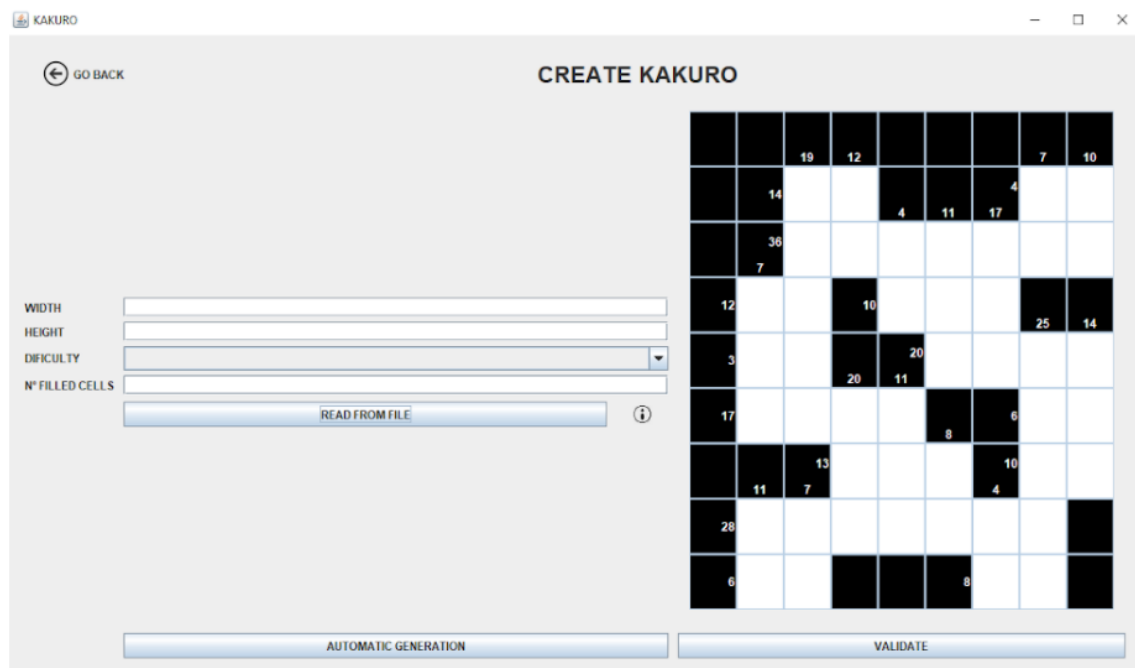 KAKURO
GO BACK
CREATE KAKURO
WIDTH
HEIGHT
DIFICULTY
Nº FILLED CELLS
READ FROM FILE
AUTOMATIC GENERATION
19 12 7 10
14 4 11 4 17
36 7
12 10 25 14
3 20 20 11
17 8 6
11 13 7 10 4
28
6 8
VALIDATE